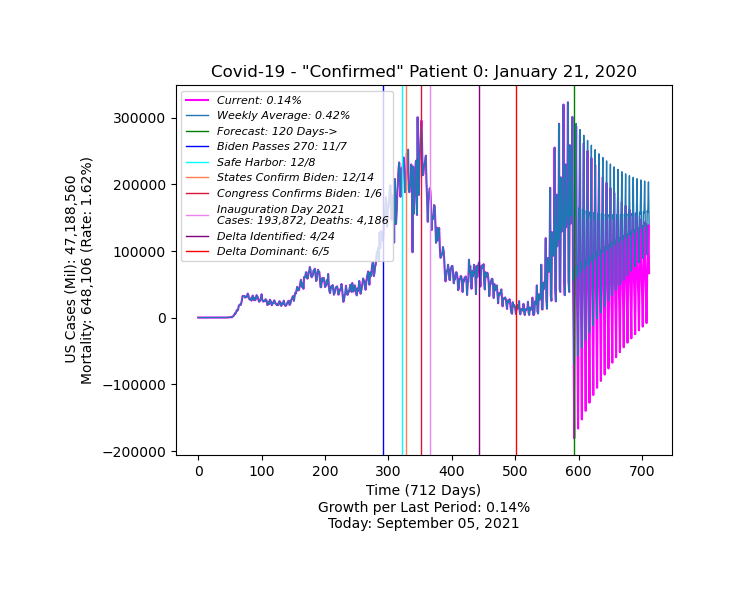 Covid-19 - "Confirmed" Patient 0: January 21, 2020
Current: 0.14%
Weekly Average: 0.42%
Forecast: 120 Days->
Biden Passes 270: 11/7
Safe Harbor: 12/8
States Confirm Biden: 12/14
Congress Confirms Biden: 1/6
Inauguration Day 2021
Cases: 193,872, Deaths: 4,186
Delta Identified: 4/24
Delta Dominant: 6/5
300000
200000
100000
0
−100000
−200000
US Cases (Mil): 47,188,560
Mortality: 648,106 (Rate: 1.62%)
0 100 200 300 400 500 600 700
Time (712 Days)
Growth per Last Period: 0.14%
Today: September 05, 2021